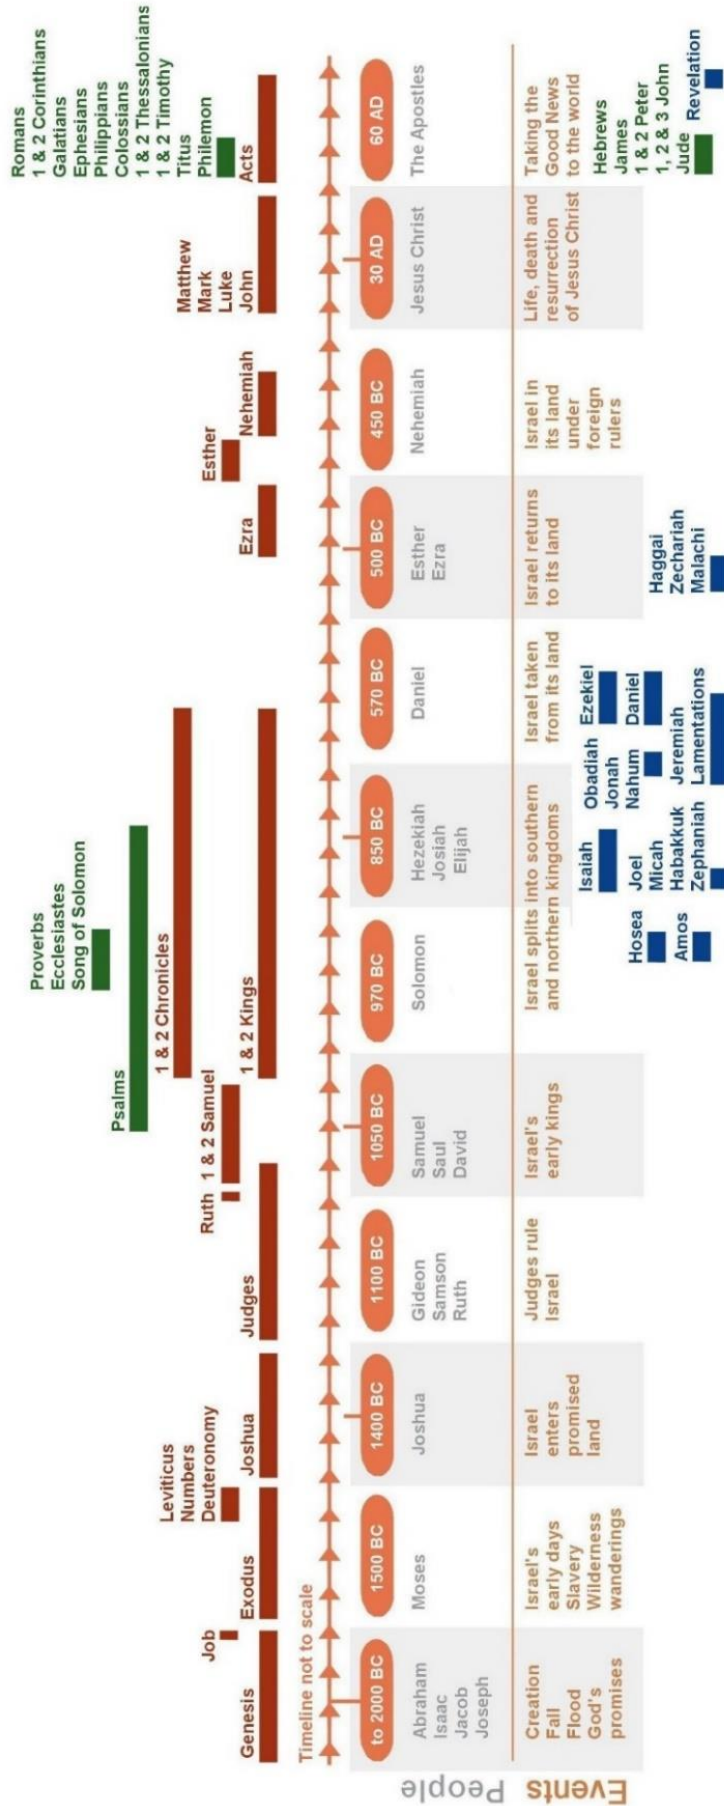 Romans
1 & 2 Corinthians
Galatians
Ephesians
Philippians
Colossians
1 & 2 Thessalonians
1 & 2 Timothy
Titus
Philemon
Proverbs
Ecclesiastes
Song of Solomon
Psalms
1 & 2 Chronicles
Matthew
Mark
Luke
John
Leviticus
Numbers
Deuteronomy
Job
Ruth
1 & 2 Samuel
Esther
Genesis
Exodus
Joshua
Judges
1 & 2 Kings
Ezra
Nehemiah
Acts
Timeline not to scale
to 2000 BC
1500 BC
1400 BC
1100 BC
1050 BC
970 BC
850 BC
570 BC
500 BC
450 BC
30 AD
60 AD
People
Abraham
Isaac
Jacob
Joseph
Moses
Joshua
Gideon
Samson
Ruth
Samuel
Saul
David
Solomon
Hezekiah
Josiah
Elijah
Daniel
Esther
Ezra
Nehemiah
Jesus Christ
The Apostles
Events
Creation
Fall
Flood
God's
promises
Israel's
early days
Slavery
Wilderness
wanderings
Israel
enters
promised
land
Judges rule
Israel
Israel's
early kings
Israel splits into southern
and northern kingdoms
Israel taken
from its land
Israel returns
to its land
Israel in
its land
under
foreign
rulers
Life, death and
resurrection
of Jesus Christ
Taking the
Good News
to the world
Hosea
Amos
Isaiah
Joel
Micah
Habakkuk
Zephaniah
Obadiah
Jonah
Nahum
Jeremiah
Lamentations
Ezekiel
Daniel
Haggai
Zechariah
Malachi
Hebrews
James
1 & 2 Peter
1, 2 & 3 John
Jude
Revelation